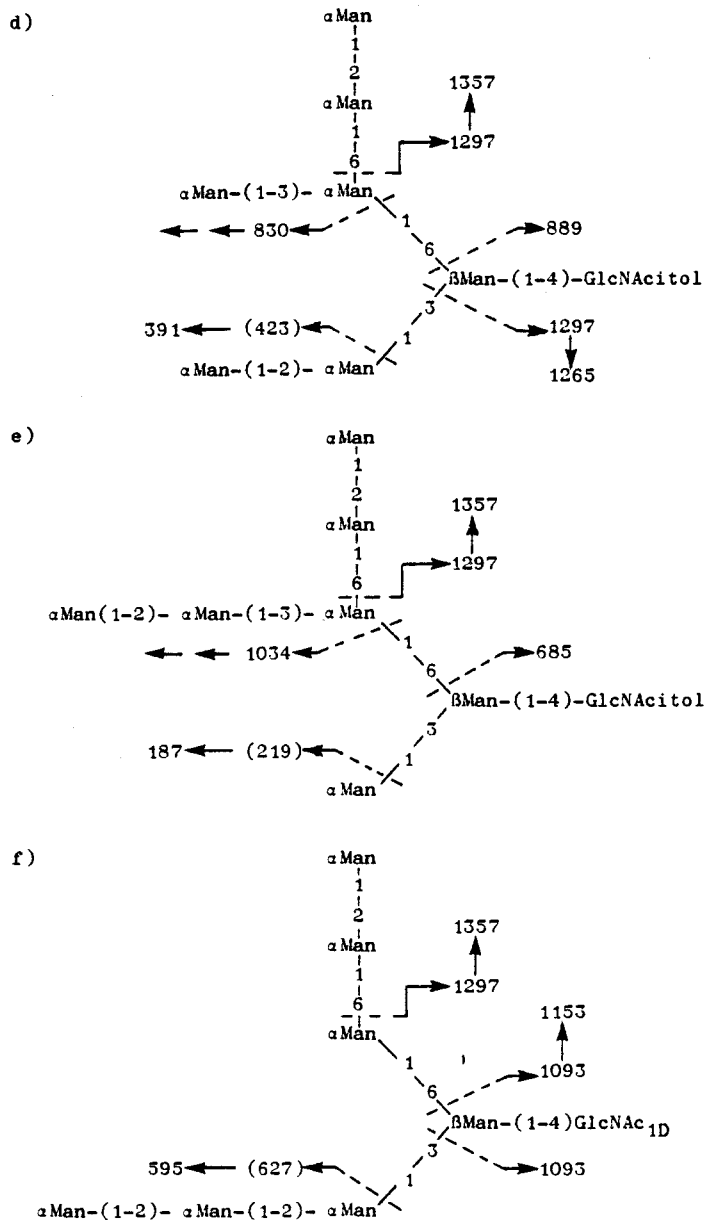 d)
αMan
1
2
αMan
1
6
1357
1297
αMan-(1-3)- αMan
830
1
6
889
βMan-(1-4)-GlcNAcitol
3
1
391 (423)
1297
1265
αMan-(1-2)- αMan
e)
αMan
1
2
αMan
1
6
1357
1297
αMan(1-2)- αMan-(1-3)- αMan
1034
1
6
685
βMan-(1-4)-GlcNAcitol
3
1
187 (219)
αMan
f)
αMan
1
2
αMan
1
6
1357
1297
αMan
1
6
1153
1093
βMan-(1-4)GlcNAc1D
3
1
595 (627)
1093
αMan-(1-2)- αMan-(1-2)- αMan